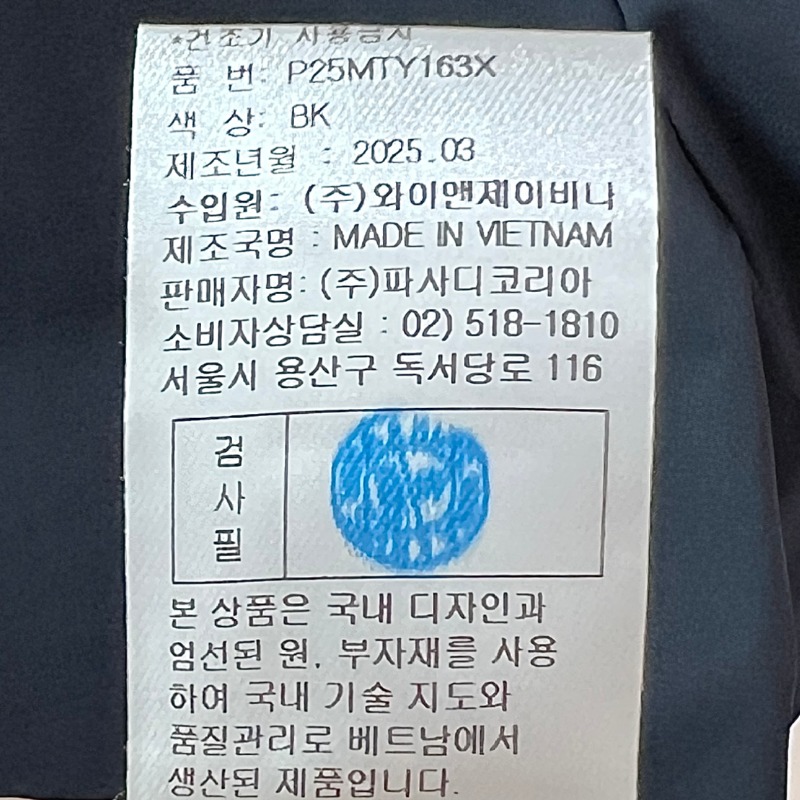 *건조기 사용금지
품 번: P25MTY163X
색 상: BK
제조년월 : 2025.03
수입원: (주)와이앤제이비나
제조국명 : MADE IN VIETNAM
판매자명: (주)파사디코리아
소비자상담실 : 02) 518-1810
서울시 용산구 독서당로 116
검
사
필
본 상품은 국내 디자인과
엄선된 원, 부자재를 사용
하여 국내 기술 지도와
품질관리로 베트남에서
생산된 제품입니다.